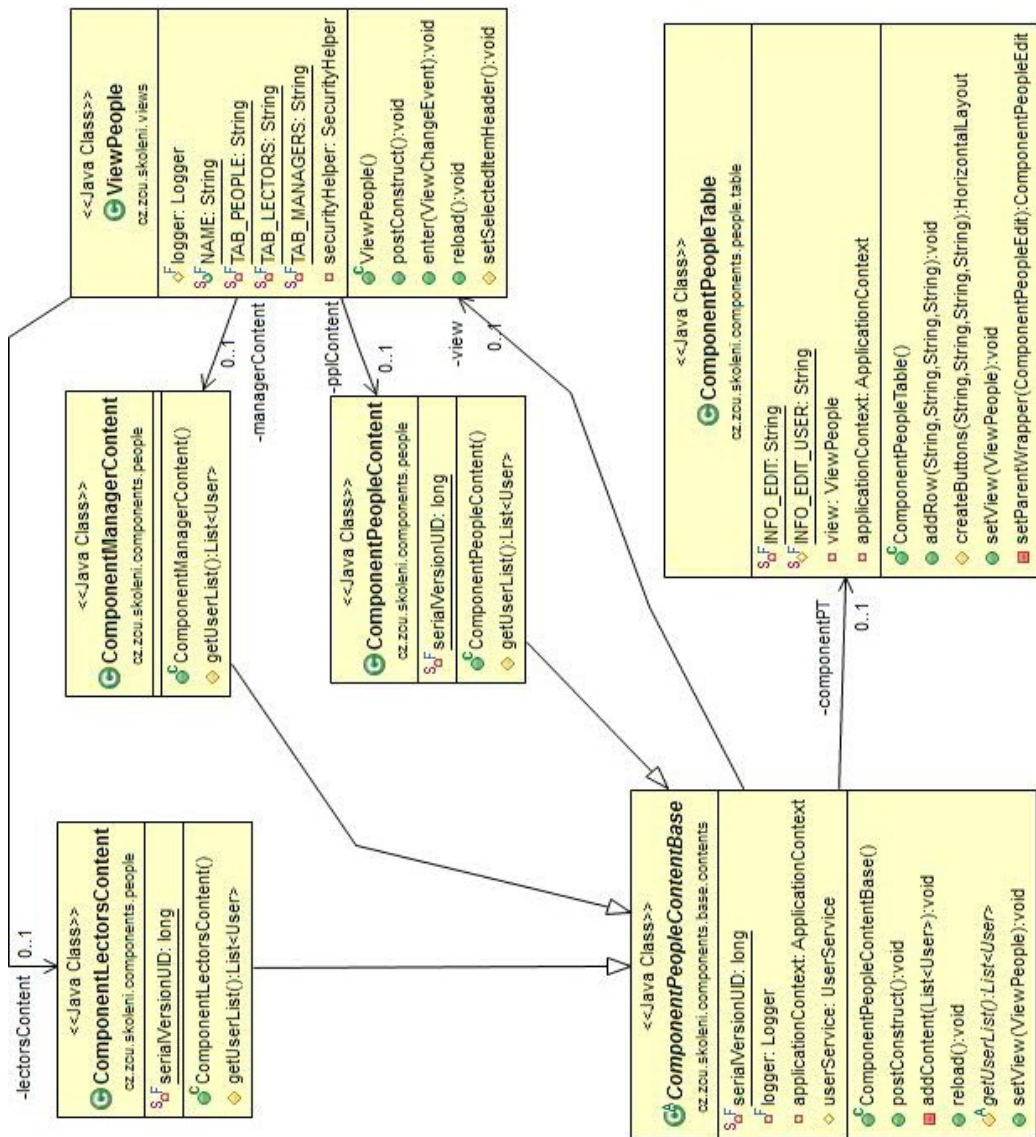 -lectorsContent 0..1
<<Java Class>>
ComponentLectorsContent
cz.zcu.skoleni.components.people
serialVersionUID: long
ComponentLectorsContent()
getUserList():List<User>
<<Java Class>>
ComponentManagerContent
cz.zcu.skoleni.components.people
ComponentManagerContent()
getUserList():List<User>
0..1
-managerContent
<<Java Class>>
ViewPeople
cz.zcu.skoleni.views
logger: Logger
NAME: String
TAB_PEOPLE: String
TAB_LECTORS: String
TAB_MANAGERS: String
securityHelper: SecurityHelper
ViewPeople()
postConstruct():void
enter(ViewChangeEvent):void
reload():void
setSelectedItemHeader():void
-pplContent
0..1
<<Java Class>>
ComponentPeopleContent
cz.zcu.skoleni.components.people
serialVersionUID: long
ComponentPeopleContent()
getUserList():List<User>
-view
0..1
<<Java Class>>
ComponentPeopleContentBase
cz.zcu.skoleni.components.base.contents
serialVersionUID: long
logger: Logger
applicationContext: ApplicationContext
userService: UserService
ComponentPeopleContentBase()
postConstruct():void
addContent(List<User>):void
reload():void
getUserList():List<User>
setView(ViewPeople):void
-componentPT
0..1
<<Java Class>>
ComponentPeopleTable
cz.zcu.skoleni.components.people.table
INFO_EDIT: String
INFO_EDIT_USER: String
view: ViewPeople
applicationContext: ApplicationContext
ComponentPeopleTable()
addRow(String,String,String):void
createButtons(String,String,String,String):HorizontalLayout
setView(ViewPeople):void
setParentWrapper(ComponentPeopleEdit):ComponentPeopleEdit